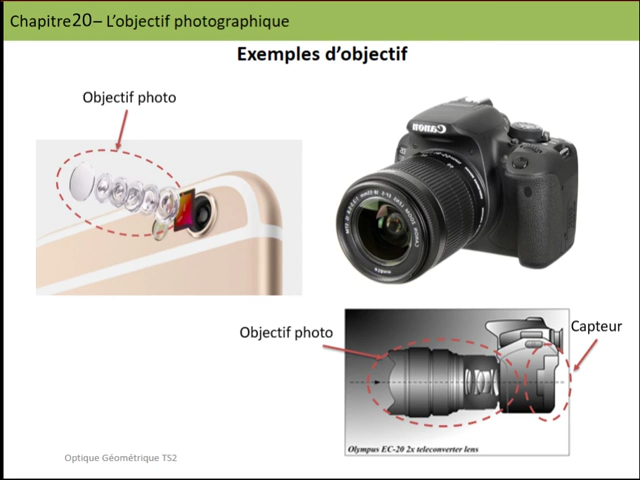 Chapitre20– L'objectif photographique
Exemples d'objectif
Objectif photo
Canon
Objectif photo
Capteur
Olympus EC-20 2x teleconverter lens
Optique Géométrique TS2